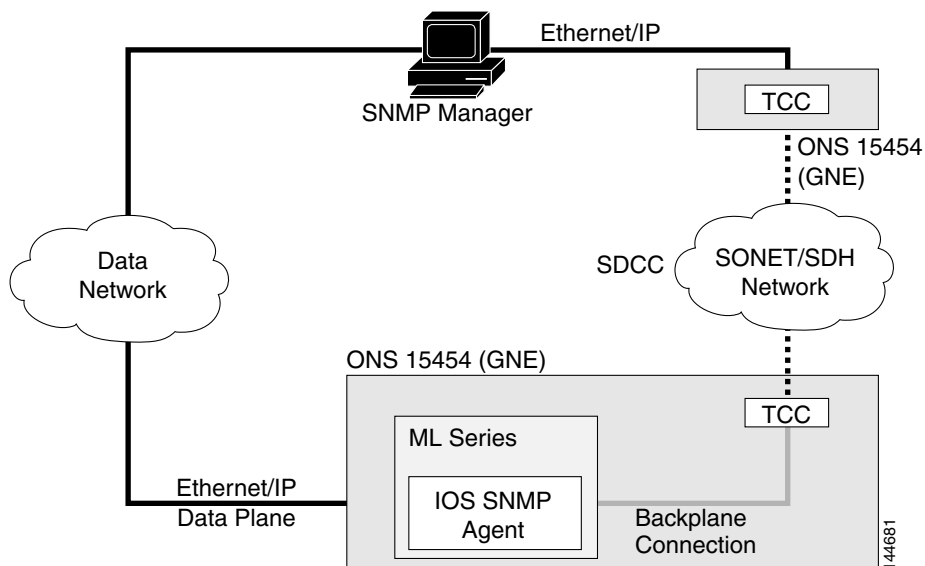 Ethernet/IP
SNMP Manager
TCC
ONS 15454
(GNE)
Data
Network
SDCC
SONET/SDH
Network
ONS 15454 (GNE)
TCC
ML Series
Ethernet/IP
Data Plane
IOS SNMP
Agent
Backplane
Connection
144681